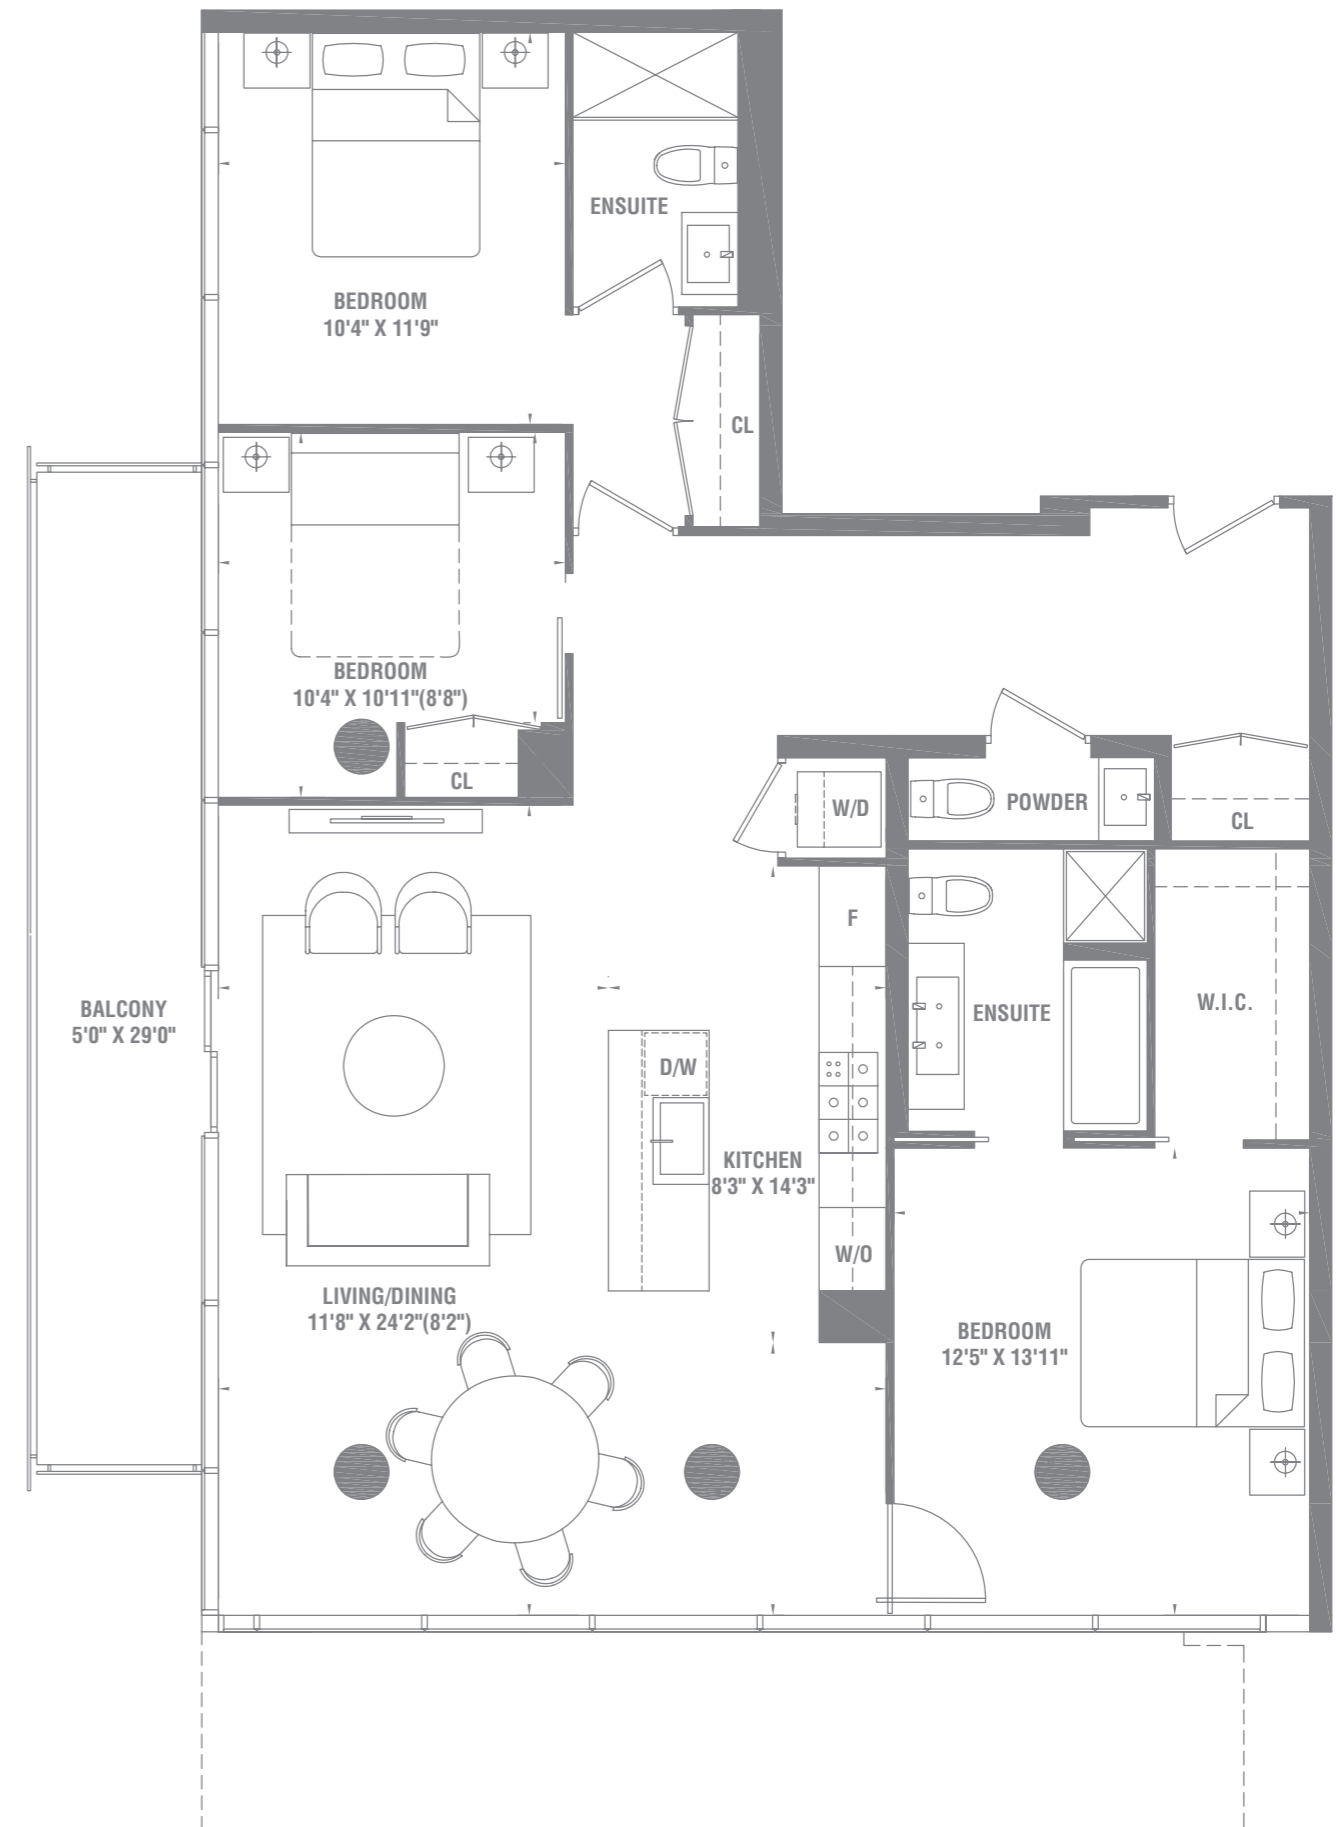 ENSUITE
BEDROOM
10'4" X 11'9"
CL
BEDROOM
10'4" X 10'11"(8'8")
CL
W/D
POWDER
CL
F
BALCONY
5'0" X 29'0"
ENSUITE
W.I.C.
D/W
KITCHEN
8'3" X 14'3"
W/O
LIVING/DINING
11'8" X 24'2"(8'2")
BEDROOM
12'5" X 13'11"